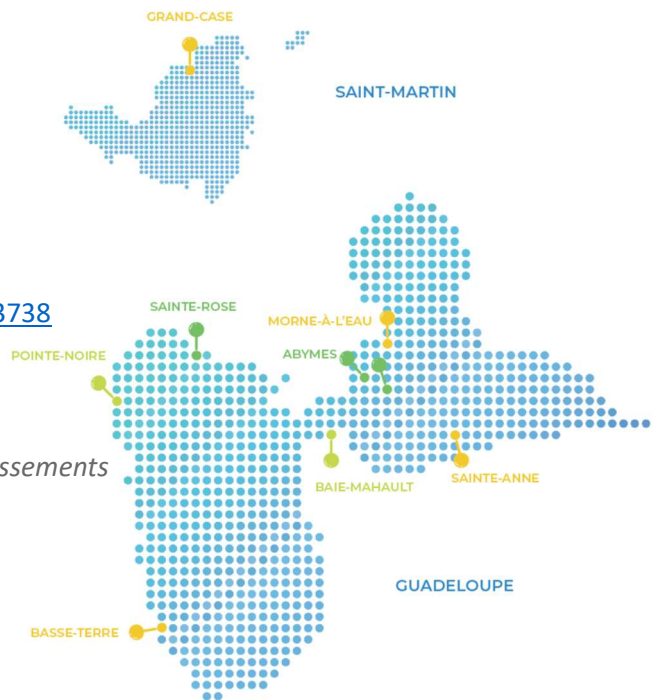 GRAND-CASE
SAINT-MARTIN
3738
SAINTE-ROSE
MORNE-À-L'EAU
POINTE-NOIRE
ABYMES
ssements
BAIE-MAHAULT
SAINTE-ANNE
GUADELOUPE
BASSE-TERRE